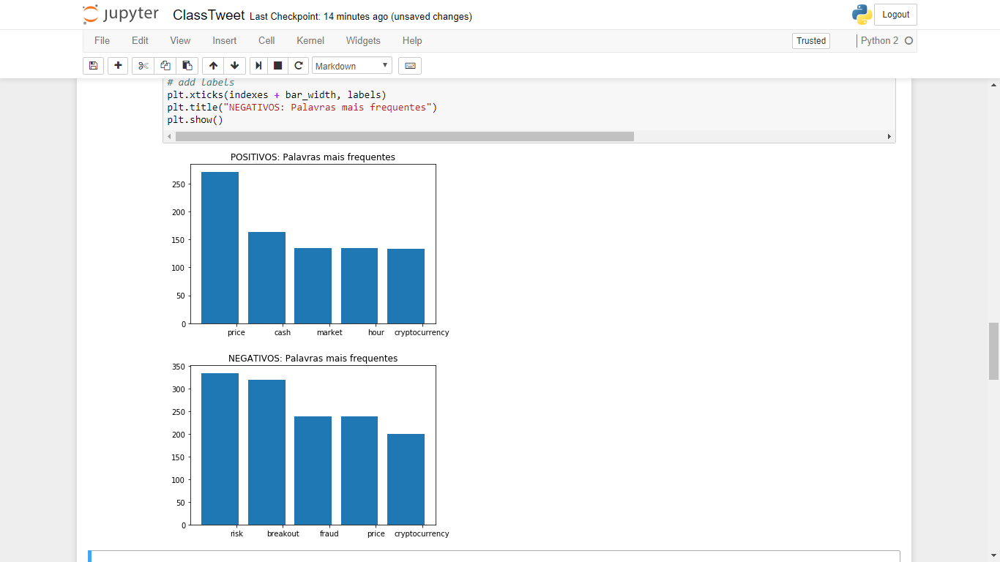 jupyter ClassTweet Last Checkpoint: 14 minutes ago (unsaved changes) Logout
File Edit View Insert Cell Kernel Widgets Help Trusted Python 2
Markdown
# add labels
plt.xticks(indexes + bar_width, labels)
plt.title("NEGATIVOS: Palavras mais frequentes")
plt.show()
POSITIVOS: Palavras mais frequentes
250
200
150
100
50
0
price cash market hour cryptocurrency
NEGATIVOS: Palavras mais frequentes
350
300
250
200
150
100
50
0
risk breakout fraud price cryptocurrency